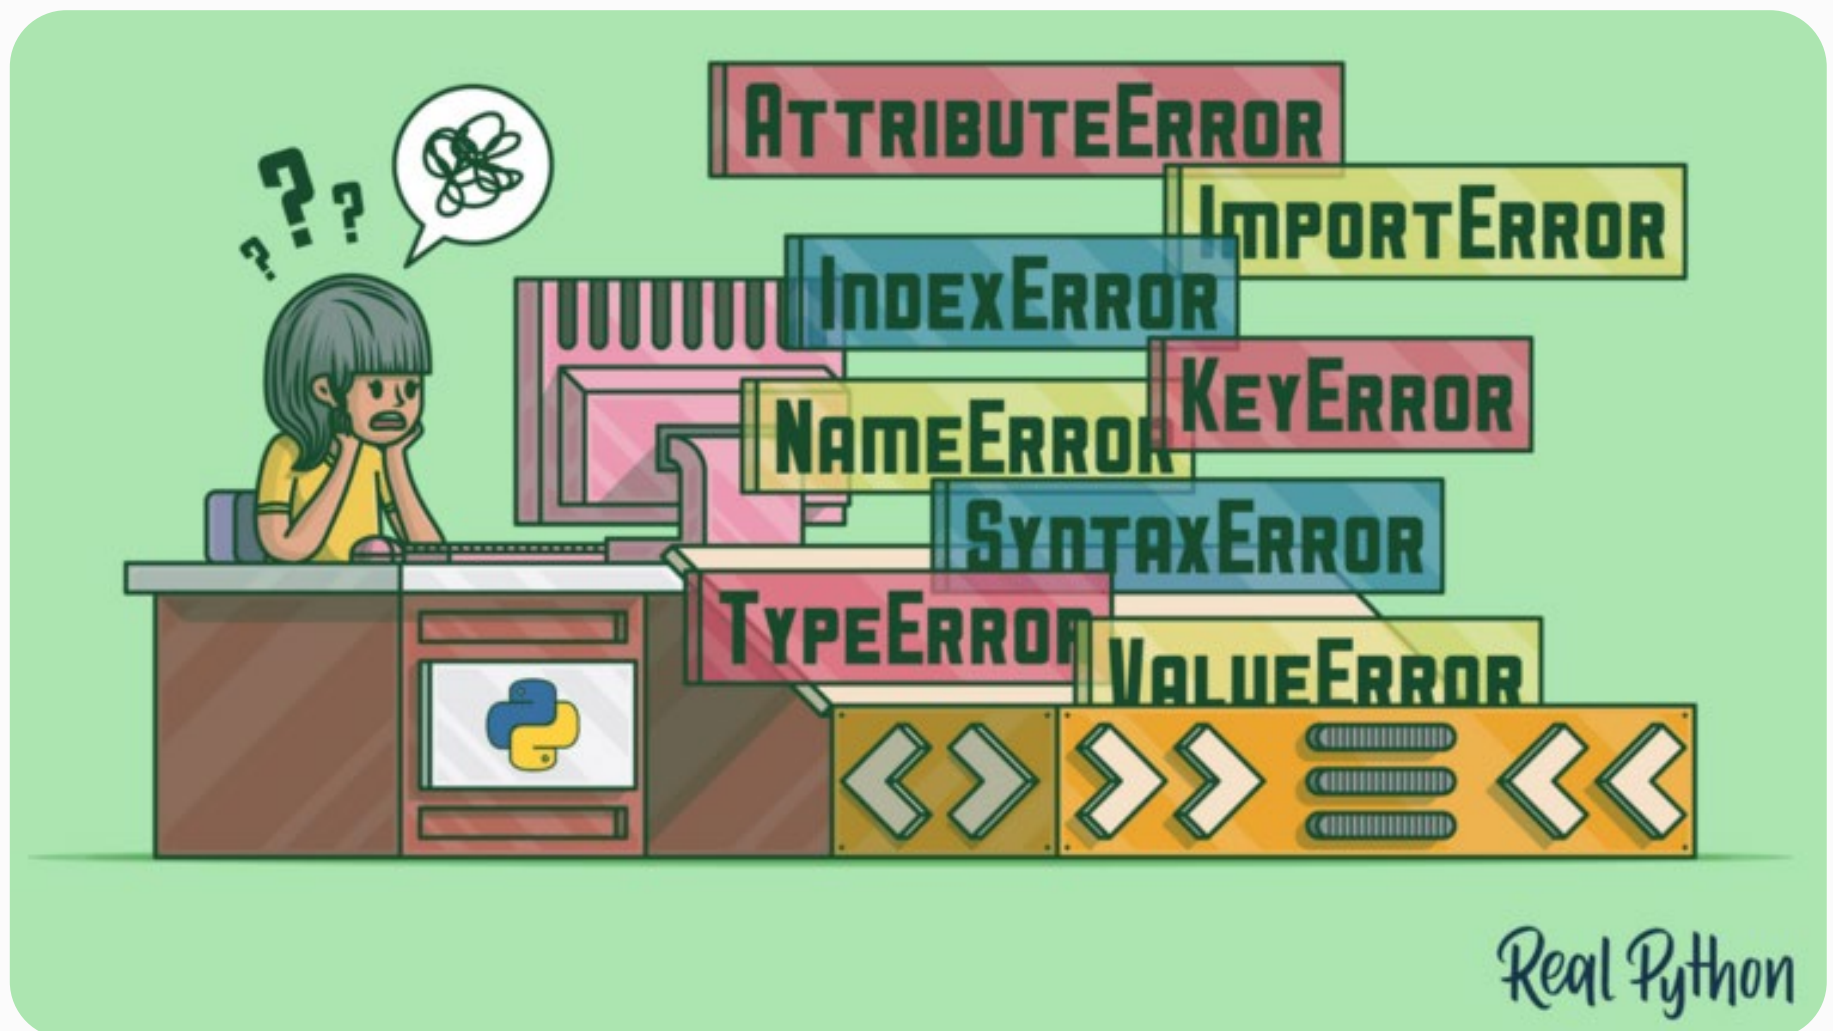 ? ? ?
AttributeError
ImportError
IndexError
KeyError
NameError
SyntaxError
TypeError
ValueError
Real Python